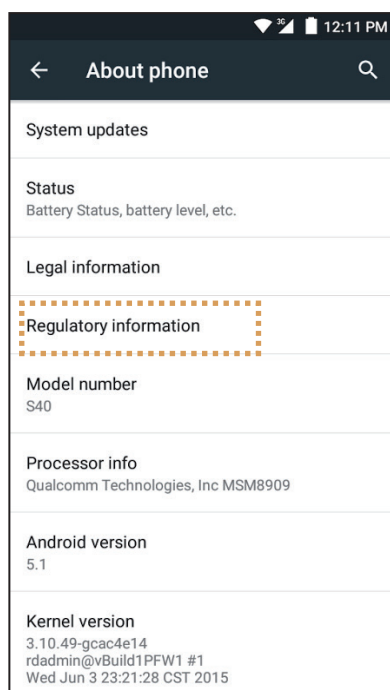 3G 12:11 PM
About phone
System updates
Status
Battery Status, battery level, etc.
Legal information
Regulatory information
Model number
S40
Processor info
Qualcomm Technologies, Inc MSM8909
Android version
5.1
Kernel version
3.10.49-gcac4e14
rdadmin@vBuild1PFW1 #1
Wed Jun 3 23:21:28 CST 2015